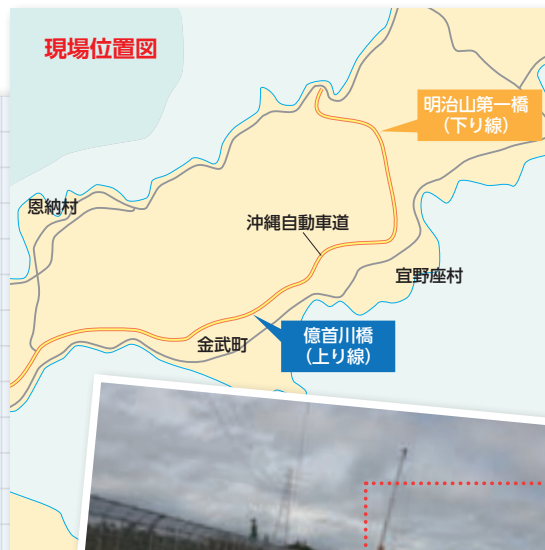 現場位置図
明治山第一橋
（下り線）
恩納村
沖縄自動車道
宜野座村
金武町
億首川橋
（上り線）